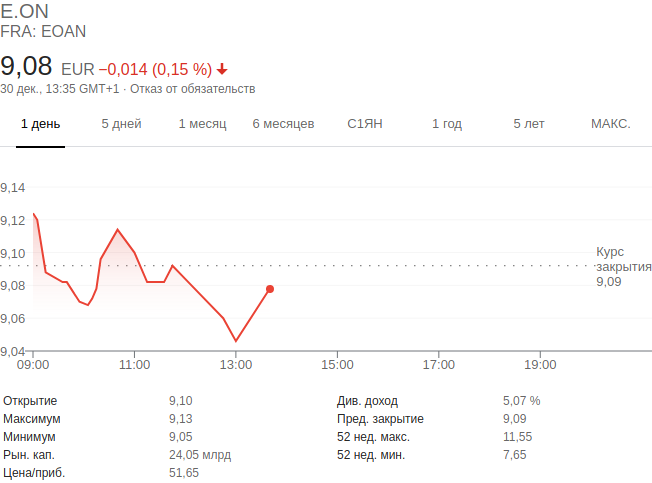 E.ON
FRA: EOAN
9,08 EUR −0,014 (0,15 %)
30 дек., 13:35 GMT+1 · Отказ от обязательств
1 день 5 дней 1 месяц 6 месяцев С1ЯН 1 год 5 лет МАКС.
9,14
9,12
9,10
9,08
9,06
9,04
Курс
закрытия
9,09
09:00 11:00 13:00 15:00 17:00 19:00
Открытие 9,10 Див. доход 5,07 %
Максимум 9,13 Пред. закрытие 9,09
Минимум 9,05 52 нед. макс. 11,55
Рын. кап. 24,05 млрд 52 нед. мин. 7,65
Цена/приб. 51,65